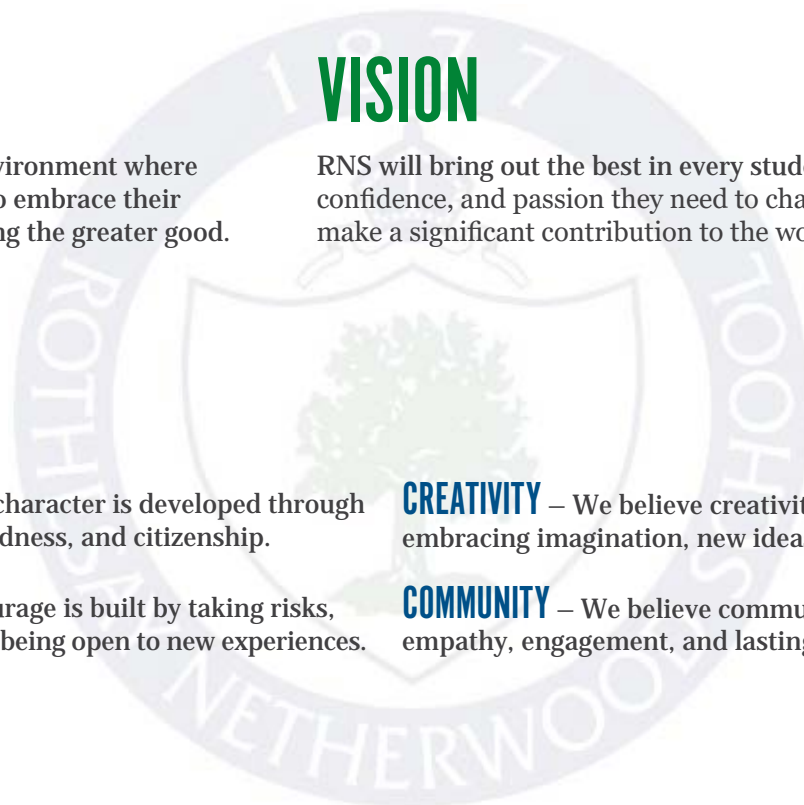 1877
VISION
vironment where
o embrace their
ng the greater good.
RNS will bring out the best in every stud
confidence, and passion they need to cha
make a significant contribution to the wo
character is developed through
dness, and citizenship.
urage is built by taking risks,
being open to new experiences.
CREATIVITY – We believe creativit
embracing imagination, new idea
COMMUNITY – We believe commu
empathy, engagement, and lasting
ROTHESAY NETHERWOOD SCHOOL